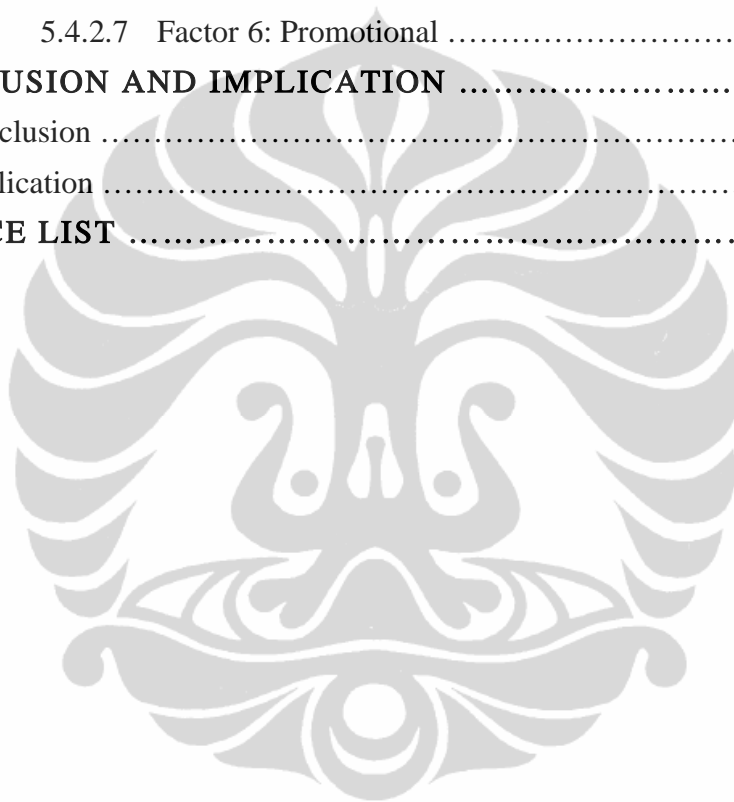 5.4.2.7 Factor 6: Promotional ..............................
USION AND IMPLICATION ……………………
clusion ..............................................................................
lication ..............................................................................
CE LIST ……………………………………………………